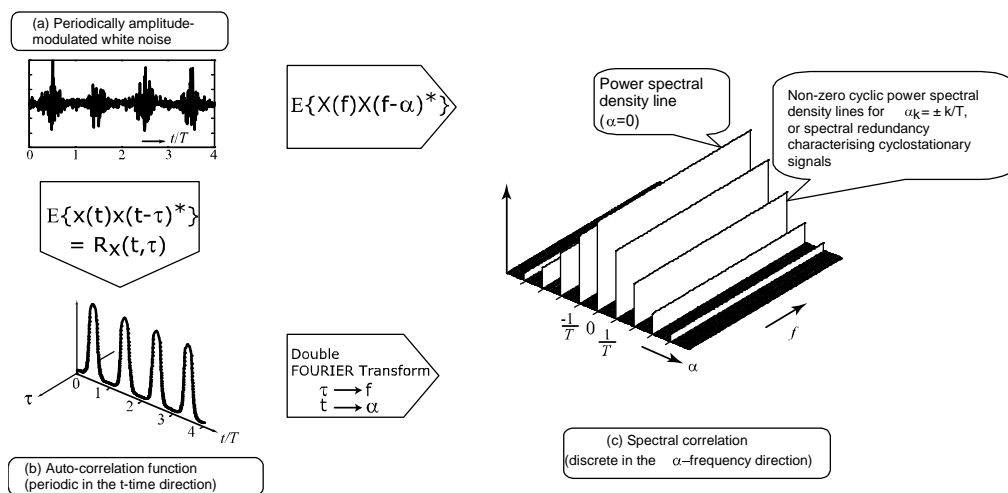 (a) Periodically amplitude-
modulated white noise
t/T
0 1 2 3 4
E{X(f)X(f-α)*}
E{x(t)x(t-τ)*}
= RX(t,τ)
τ
0
1
2
3
4
t/T
(b) Auto-correlation function
(periodic in the t-time direction)
Double
FOURIER Transform
τ → f
t → α
Power spectral
density line
(α=0)
Non-zero cyclic power spectral
density lines for αk= ± k/T,
or spectral redundancy
characterising cyclostationary
signals
-1/T 0 1/T
α
f
(c) Spectral correlation
(discrete in the α–frequency direction)